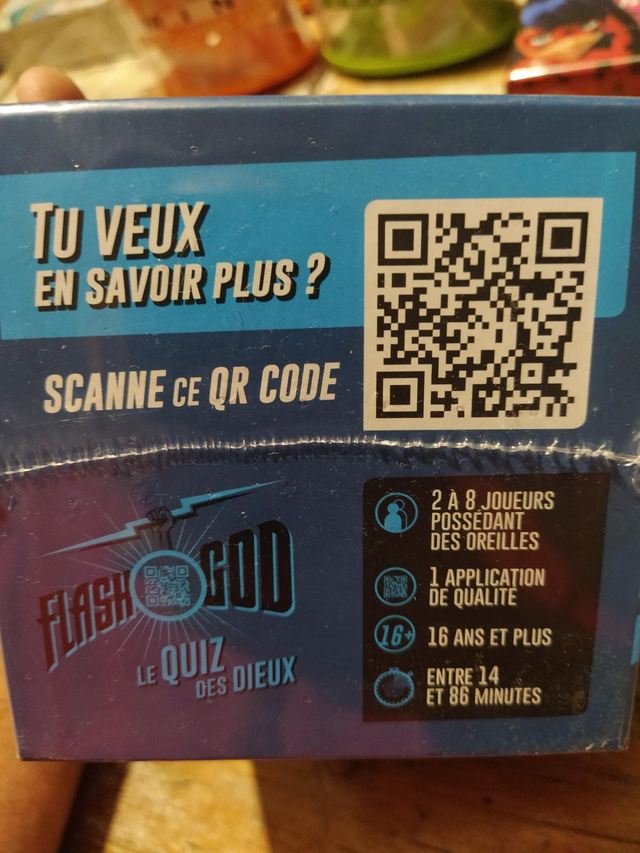 TU VEUX
EN SAVOIR PLUS ?
SCANNE CE QR CODE
FLASH GOD
LE QUIZ
DES DIEUX
2 À 8 JOUEURS
POSSÉDANT
DES OREILLES
1 APPLICATION
DE QUALITÉ
16+
16 ANS ET PLUS
ENTRE 14
ET 86 MINUTES